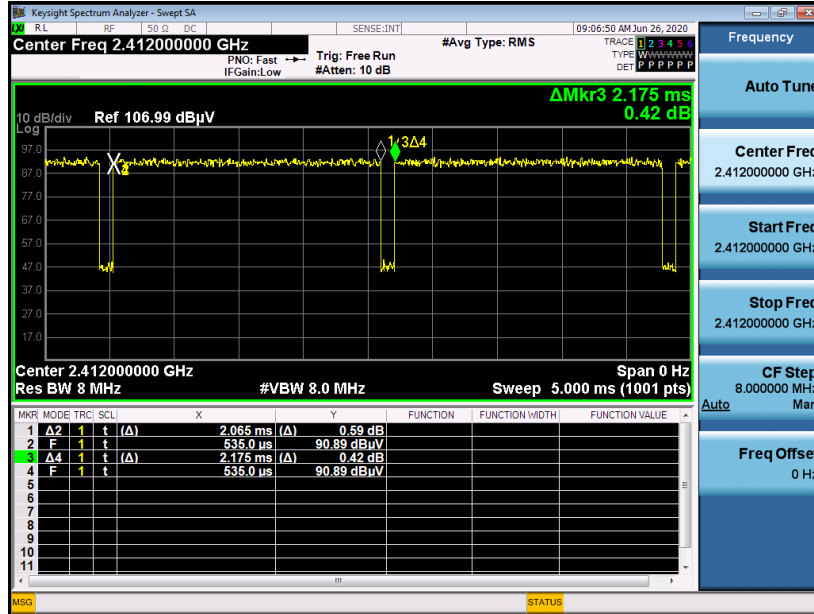 Keysight Spectrum Analyzer - Swept SA
LXI RL RF 50 Ω DC SENSE:INT 09:06:50 AM Jun 26, 2020
Center Freq 2.412000000 GHz #Avg Type: RMS TRACE 1 2 3 4 5 6
PNO: Fast Trig: Free Run TYPE WWWWWW
IFGain:Low #Atten: 10 dB DET P P P P P P
ΔMkr3 2.175 ms
10 dB/div Ref 106.99 dBµV 0.42 dB
Log
97.0
1/3Δ4
87.0
77.0
67.0
57.0
47.0
37.0
27.0
17.0
Center 2.412000000 GHz Span 0 Hz
Res BW 8 MHz #VBW 8.0 MHz Sweep 5.000 ms (1001 pts)
MKR MODE TRC SCL X Y FUNCTION FUNCTION WIDTH FUNCTION VALUE
1 Δ2 1 t (Δ) 2.065 ms (Δ) 0.59 dB
2 F 1 t 535.0 µs 90.89 dBµV
3 Δ4 1 t (Δ) 2.175 ms (Δ) 0.42 dB
4 F 1 t 535.0 µs 90.89 dBµV
5
6
7
8
9
10
11
MSG STATUS
Frequency
Auto Tune
Center Freq
2.412000000 GHz
Start Freq
2.412000000 GHz
Stop Freq
2.412000000 GHz
CF Step
8.000000 MHz
Auto Man
Freq Offset
0 Hz